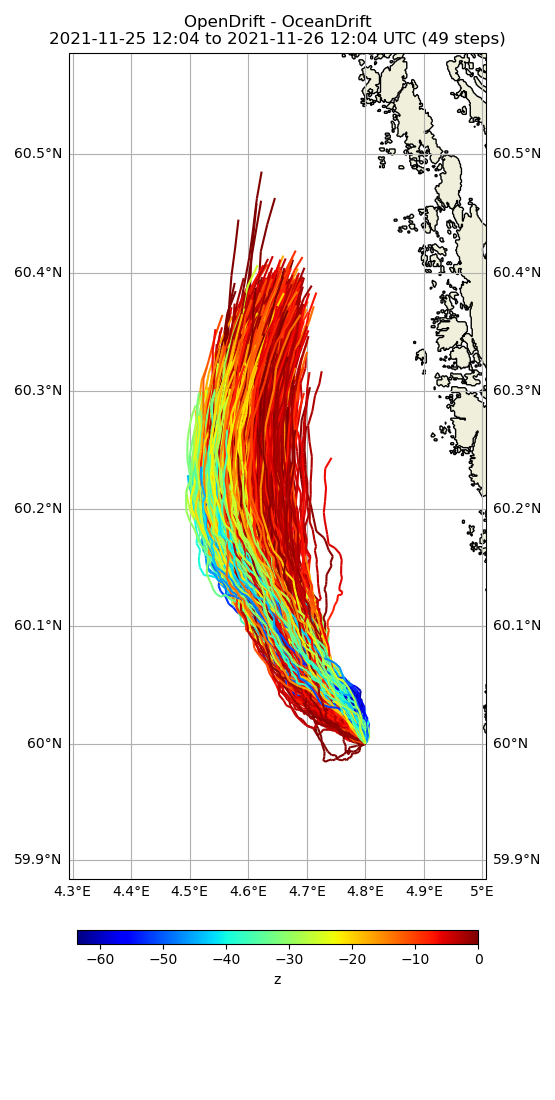 OpenDrift - OceanDrift
2021-11-25 12:04 to 2021-11-26 12:04 UTC (49 steps)
60.5°N 60.5°N
60.4°N 60.4°N
60.3°N 60.3°N
60.2°N 60.2°N
60.1°N 60.1°N
60°N 60°N
59.9°N 59.9°N
4.3°E 4.4°E 4.5°E 4.6°E 4.7°E 4.8°E 4.9°E 5°E
−60 −50 −40 −30 −20 −10 0
z